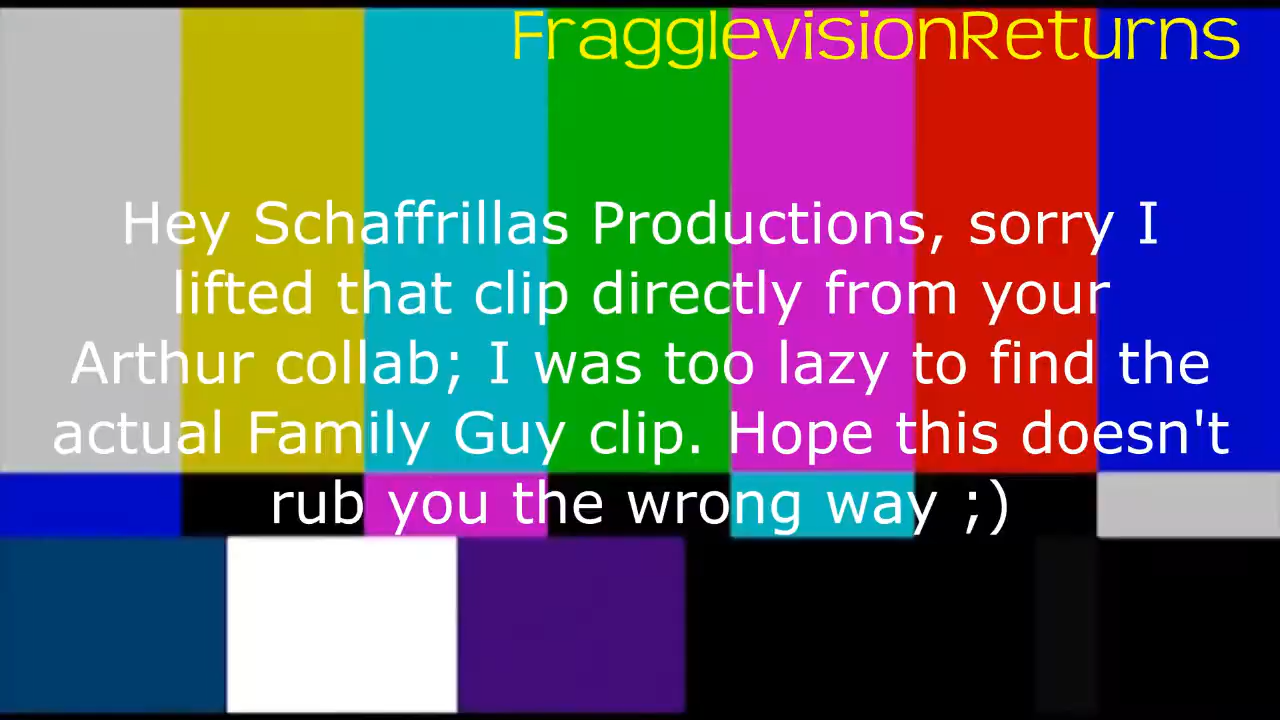 FragglevisionReturns
Hey Schaffrillas Productions, sorry I
lifted that clip directly from your
Arthur collab; I was too lazy to find the
actual Family Guy clip. Hope this doesn't
rub you the wrong way ;)